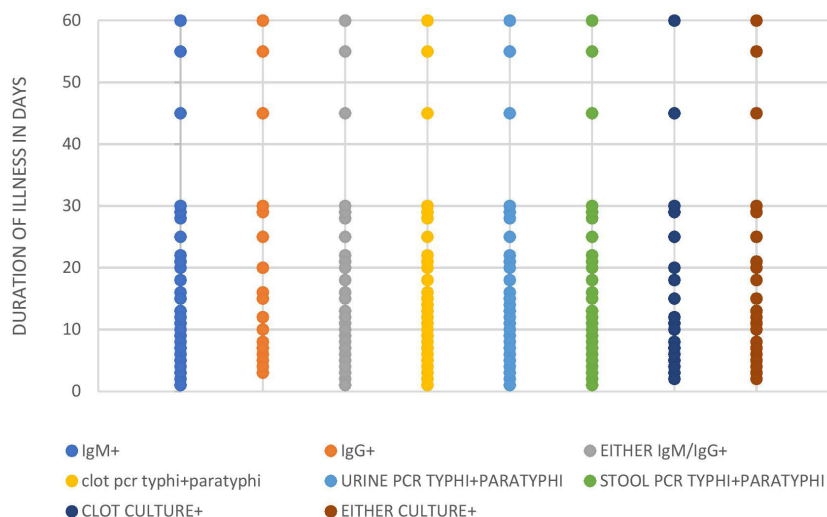 DURATION OF ILLNESS IN DAYS
60
50
40
30
20
10
0
IgM+ IgG+ EITHER IgM/IgG+
clot pcr typhi+paratyphi URINE PCR TYPHI+PARATYPHI STOOL PCR TYPHI+PARATYPHI
CLOT CULTURE+ EITHER CULTURE+